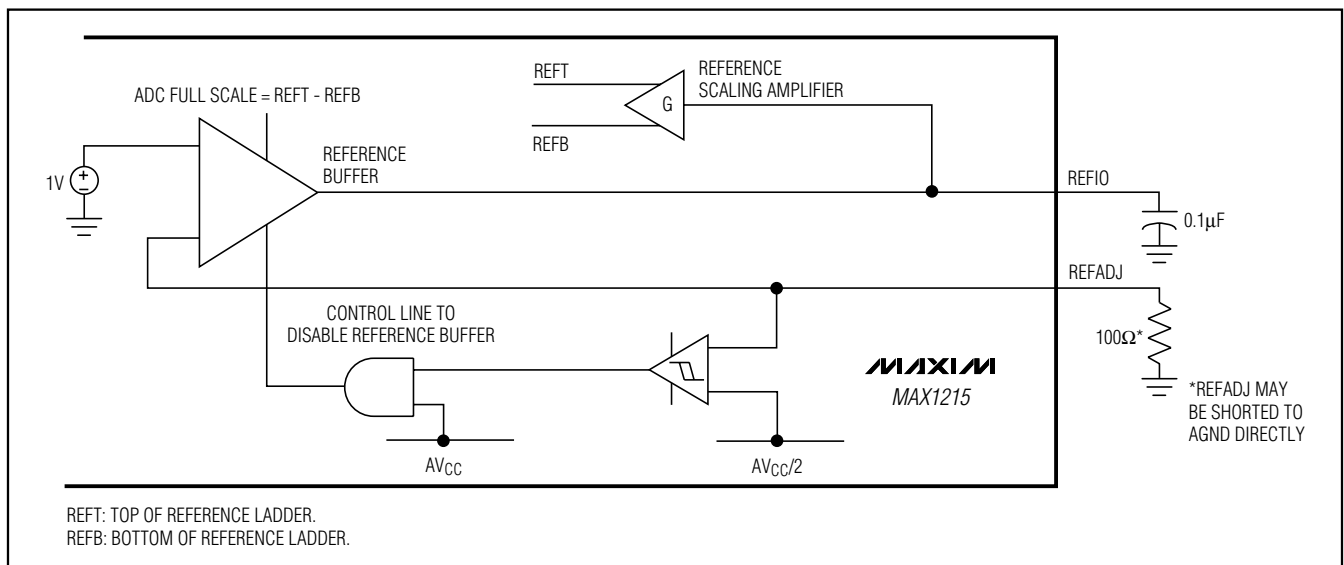 REFT
REFERENCE
SCALING AMPLIFIER
G
ADC FULL SCALE = REFT - REFB
REFB
REFERENCE
BUFFER
1V
REFIO
0.1µF
REFADJ
CONTROL LINE TO
DISABLE REFERENCE BUFFER
100Ω*
MAXIM
MAX1215
*REFADJ MAY
BE SHORTED TO
AGND DIRECTLY
AVCC
AVCC/2
REFT: TOP OF REFERENCE LADDER.
REFB: BOTTOM OF REFERENCE LADDER.